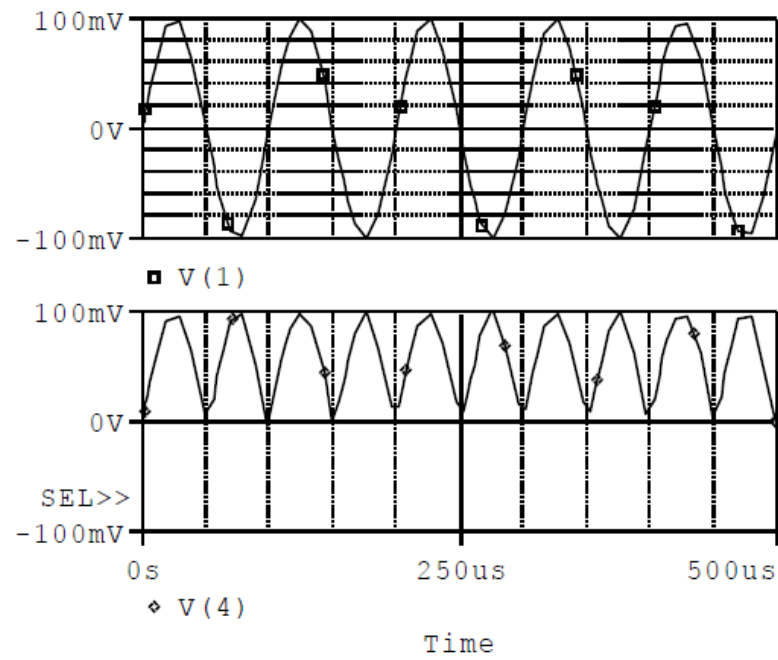 100mV
0V
-100mV
V(1)
100mV
0V
SEL>>
-100mV
0s 250us 500us
V(4)
Time